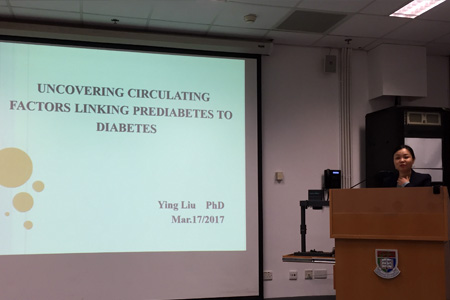 UNCOVERING CIRCULATING
FACTORS LINKING PREDIABETES TO
DIABETES
Ying Liu PhD
Mar.17/2017